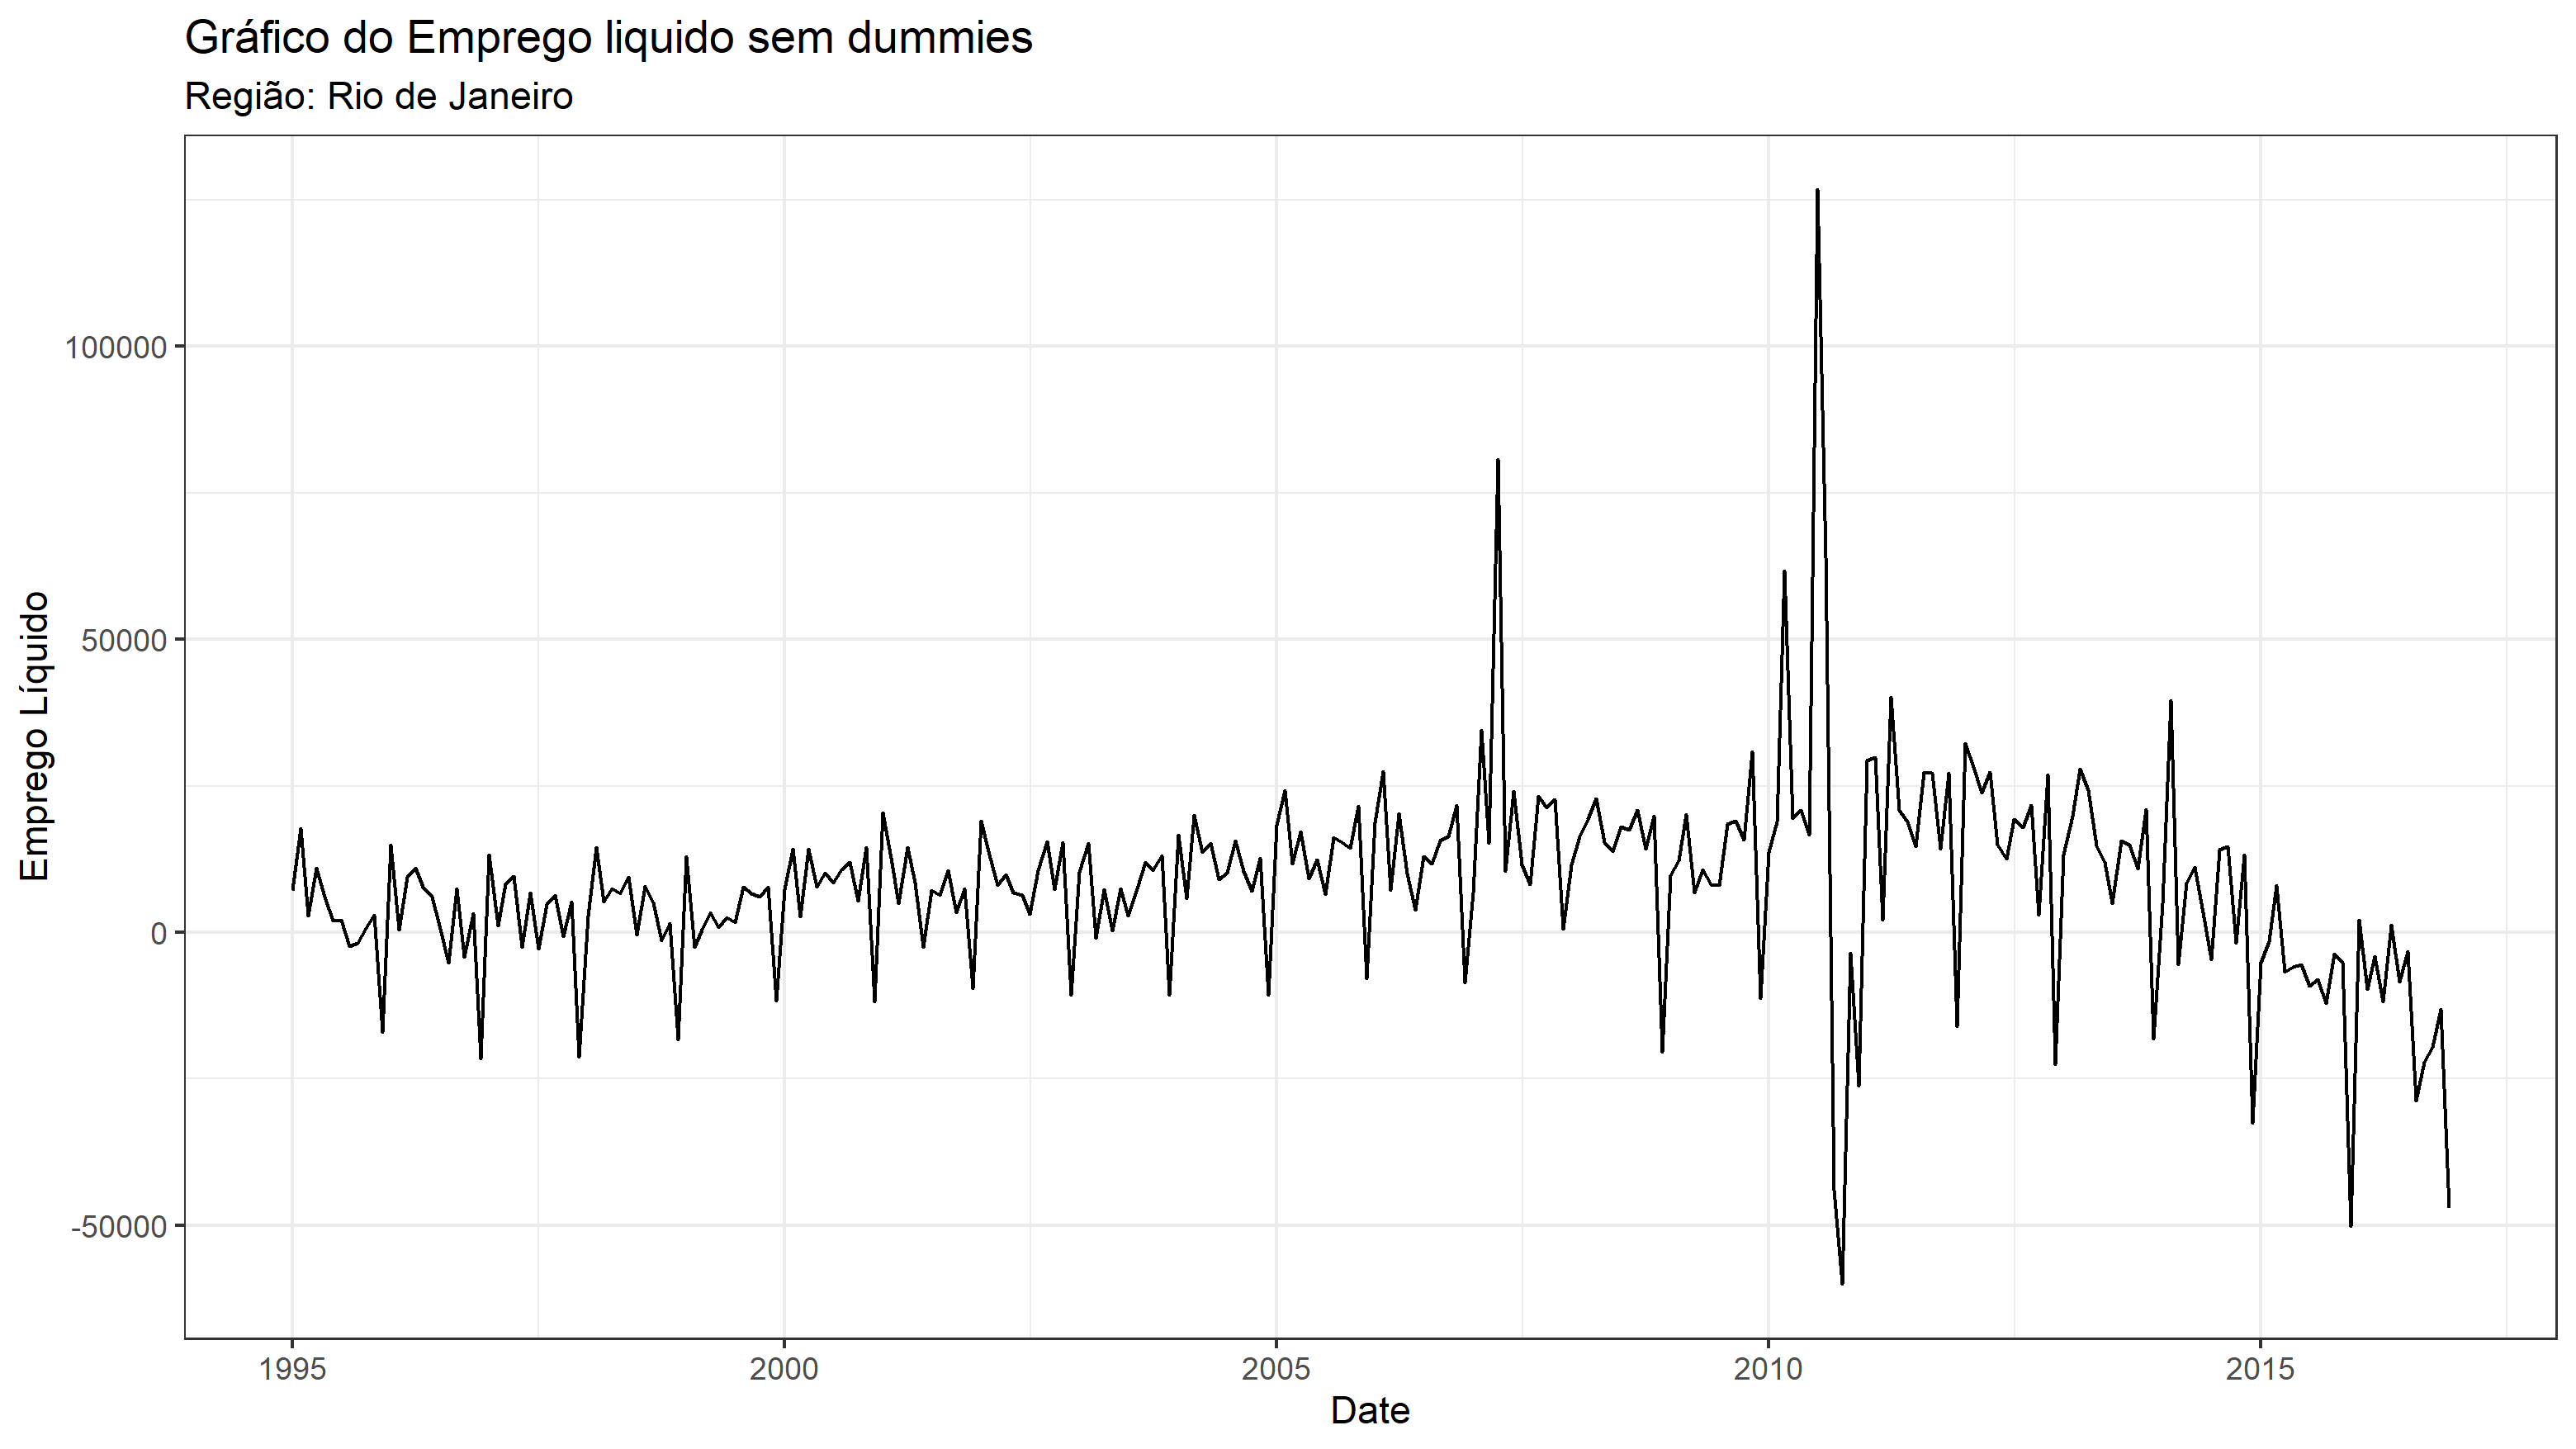 Gráfico do Emprego liquido sem dummies
Região: Rio de Janeiro
Emprego Líquido
100000
50000
0
-50000
1995
2000
2005
2010
2015
Date